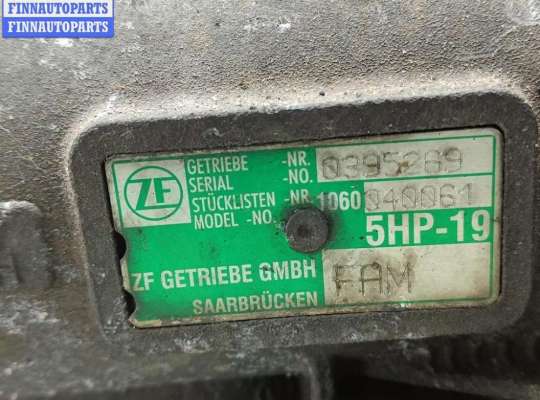 FINNAUTOPARTS
FINNAUTOPARTS
ZF
GETRIEBE -NR. 0395289
SERIAL -NO.
STÜCKLISTEN -NR. 1060 040061
MODEL -NO.
5HP-19
ZF GETRIEBE GMBH FAM
SAARBRÜCKEN